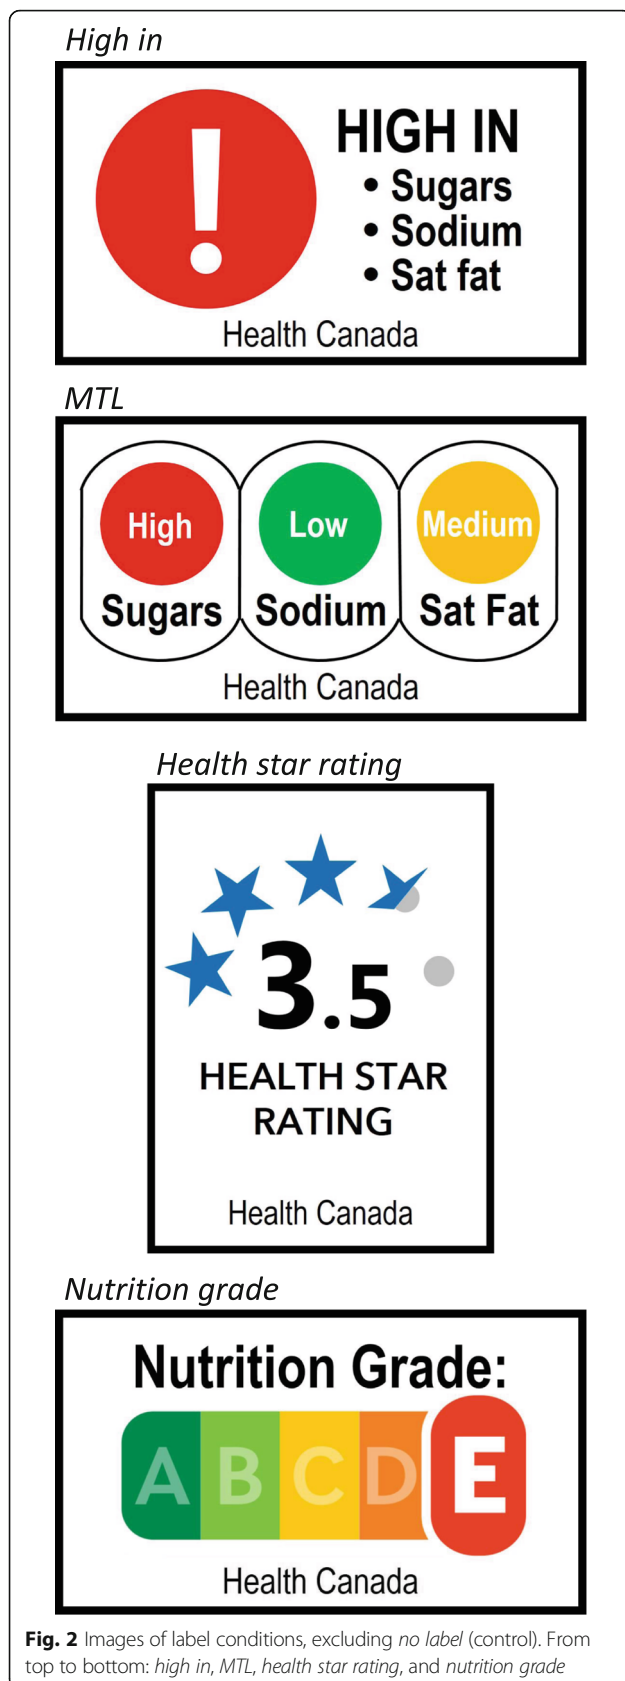 High in
!
HIGH IN
• Sugars
• Sodium
• Sat fat
Health Canada
MTL
High Low Medium
Sugars Sodium Sat Fat
Health Canada
Health star rating
3.5
HEALTH STAR
RATING
Health Canada
Nutrition grade
Nutrition Grade:
A B C D E
Health Canada
Fig. 2 Images of label conditions, excluding no label (control). From
top to bottom: high in, MTL, health star rating, and nutrition grade